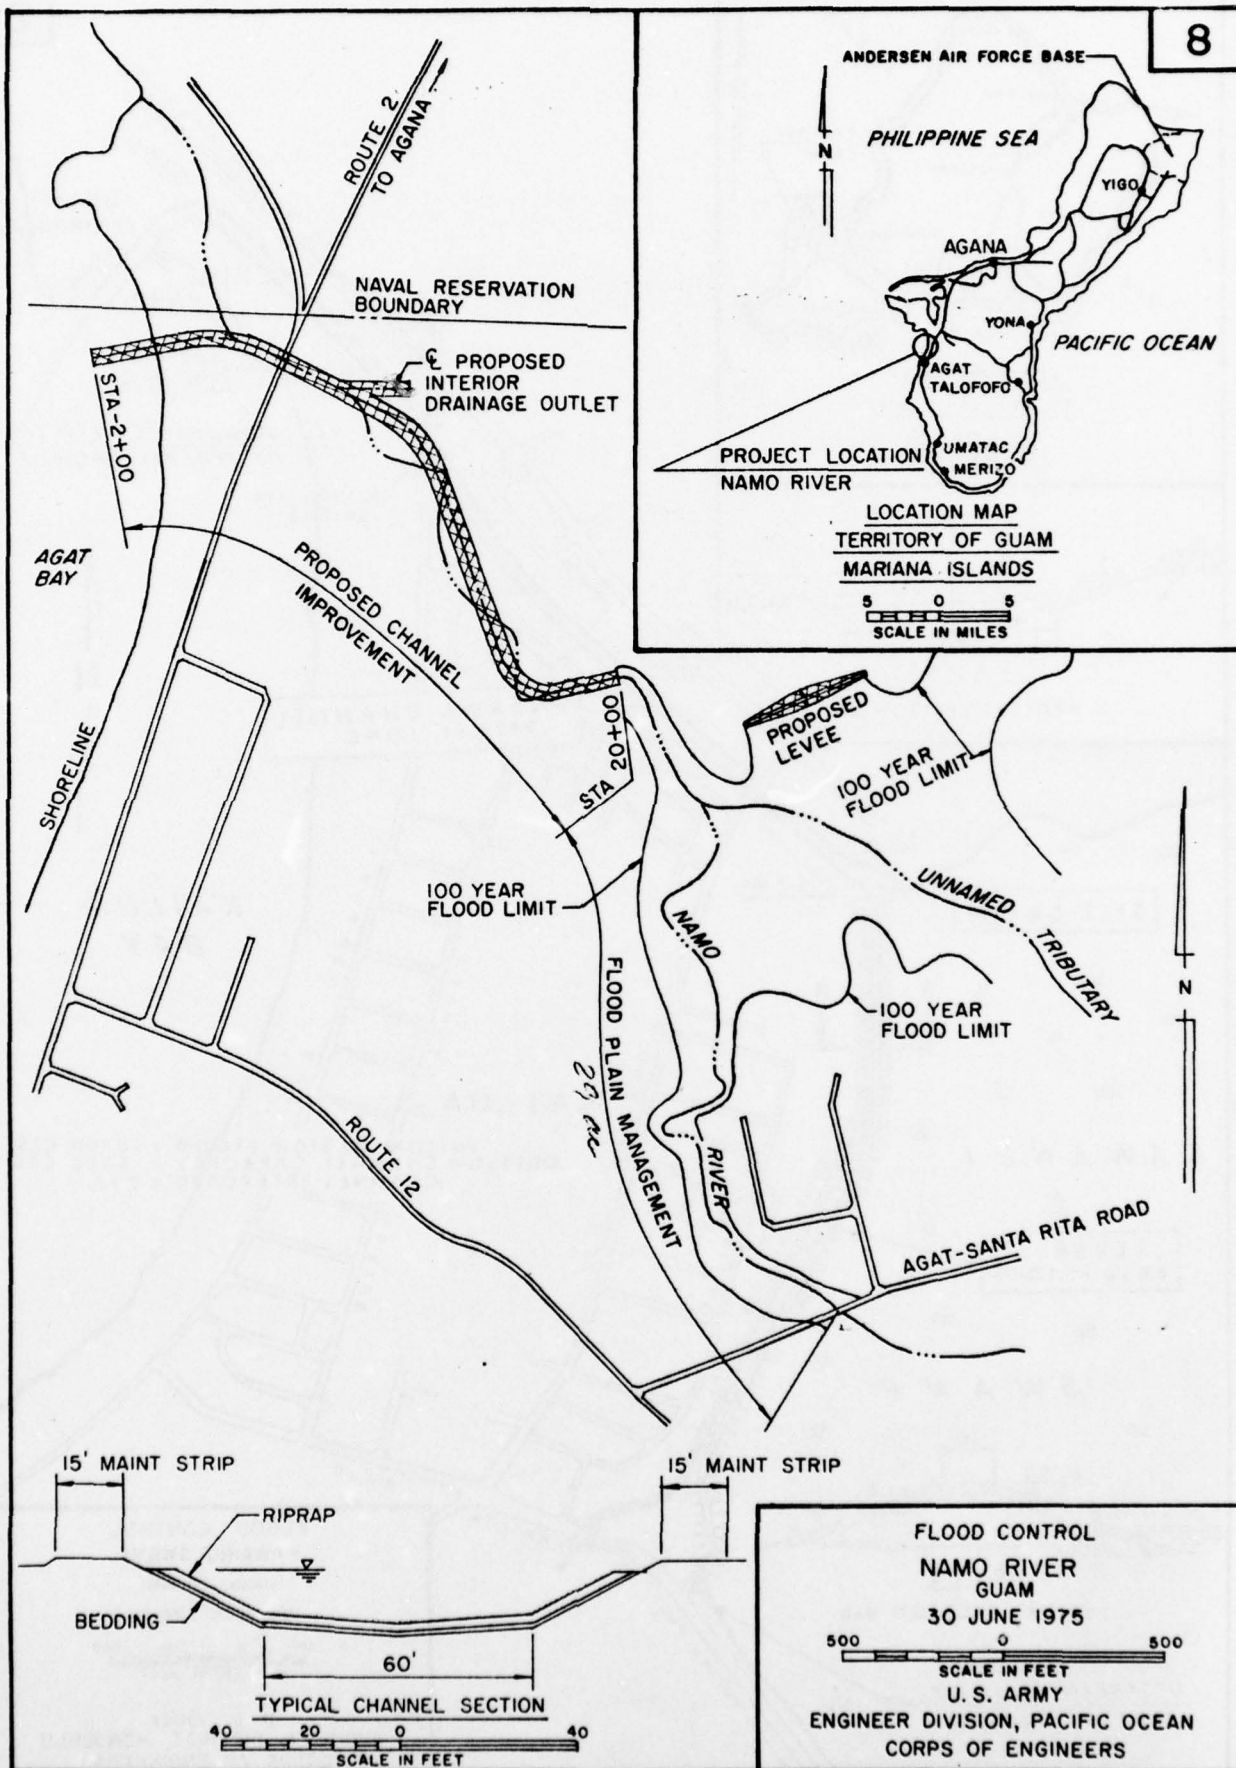 8
ROUTE 2
TO AGANA
NAVAL RESERVATION
BOUNDARY
℄ PROPOSED
INTERIOR
DRAINAGE OUTLET
STA-2+00
AGAT
BAY
PROPOSED CHANNEL
IMPROVEMENT
SHORELINE
20+00
STA
PROPOSED
LEVEE
100 YEAR
FLOOD LIMIT
100 YEAR
FLOOD LIMIT
UNNAMED
TRIBUTARY
NAMO
RIVER
100 YEAR
FLOOD LIMIT
FLOOD PLAIN MANAGEMENT
ROUTE 12
AGAT-SANTA RITA ROAD
N
ANDERSEN AIR FORCE BASE
PHILIPPINE SEA
N
YIGO
AGANA
YONA
PACIFIC OCEAN
AGAT
TALOFOFO
UMATAC
MERIZO
PROJECT LOCATION
NAMO RIVER
LOCATION MAP
TERRITORY OF GUAM
MARIANA ISLANDS
5 0 5
SCALE IN MILES
15' MAINT STRIP
15' MAINT STRIP
RIPRAP
BEDDING
60'
TYPICAL CHANNEL SECTION
40 20 0 40
SCALE IN FEET
FLOOD CONTROL
NAMO RIVER
GUAM
30 JUNE 1975
500 0 500
SCALE IN FEET
U. S. ARMY
ENGINEER DIVISION, PACIFIC OCEAN
CORPS OF ENGINEERS